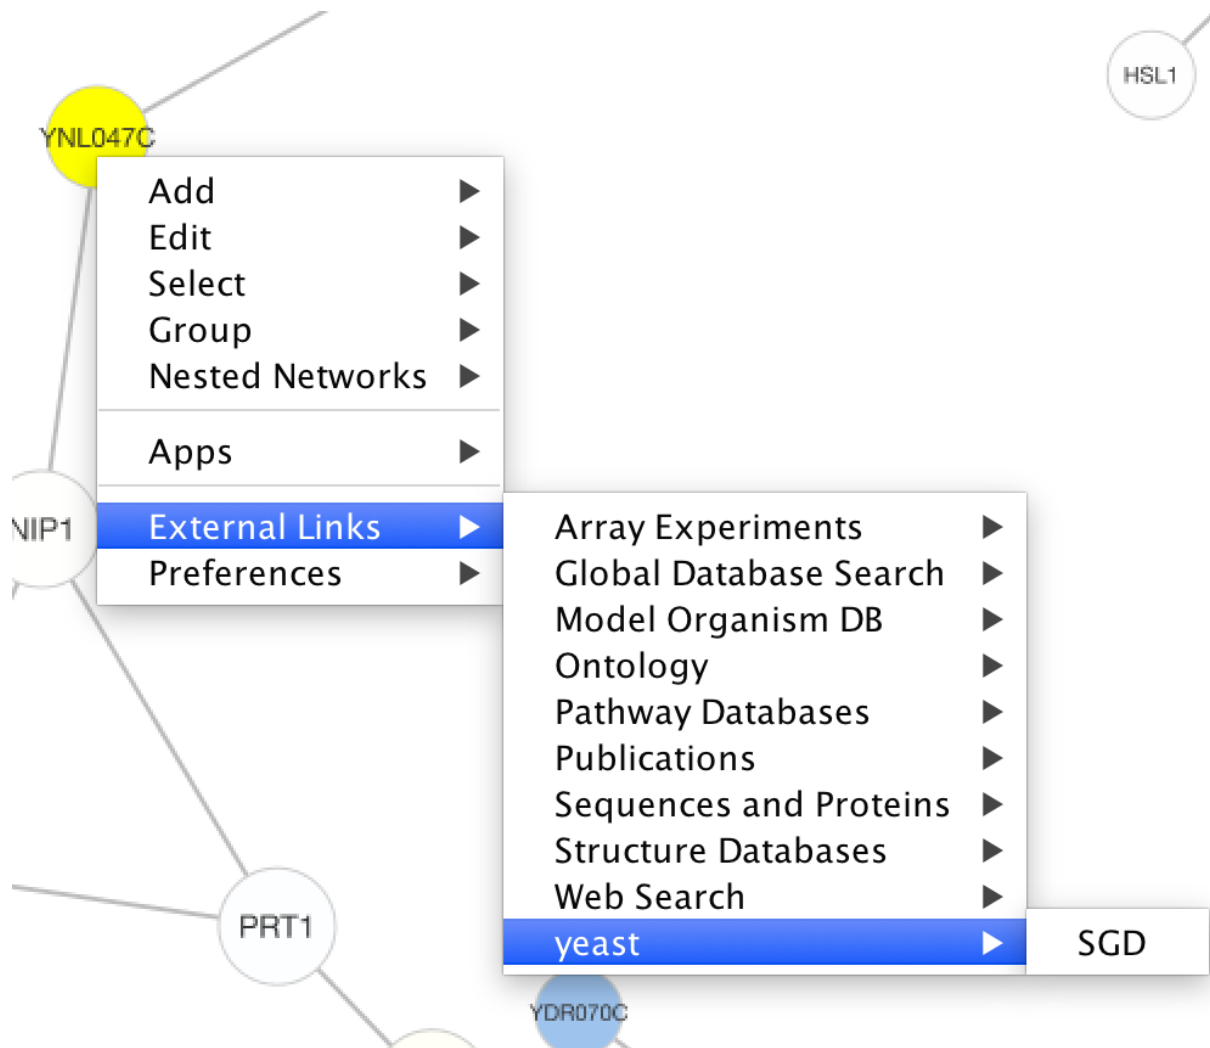 HSL1
YNL047C
Add
Edit
Select
Group
Nested Networks
Apps
External Links
Preferences
NIP1
Array Experiments
Global Database Search
Model Organism DB
Ontology
Pathway Databases
Publications
Sequences and Proteins
Structure Databases
Web Search
yeast
SGD
PRT1
YDR070C